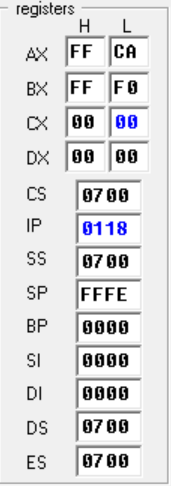 registers
H L
AX FF CA
BX FF F0
CX 00 00
DX 00 00
CS 0700
IP 0118
SS 0700
SP FFFE
BP 0000
SI 0000
DI 0000
DS 0700
ES 0700